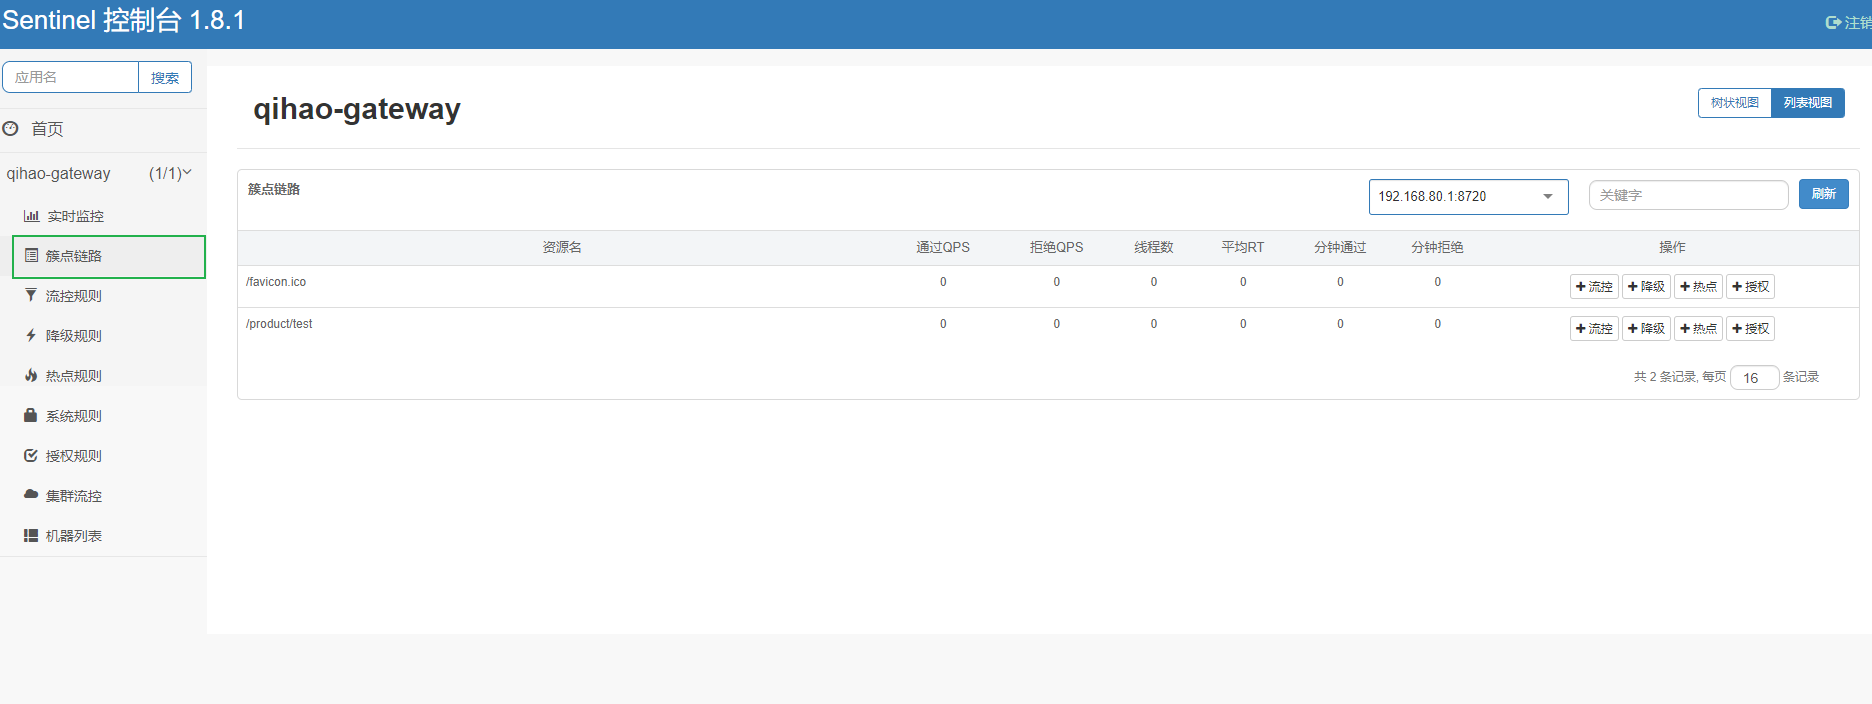 Sentinel 控制台 1.8.1
注销
应用名
搜索
首页
qihao-gateway (1/1)
实时监控
簇点链路
流控规则
降级规则
热点规则
系统规则
授权规则
集群流控
机器列表
qihao-gateway
树状视图 列表视图
簇点链路
192.168.80.1:8720
关键字
刷新
资源名 通过QPS 拒绝QPS 线程数 平均RT 分钟通过 分钟拒绝 操作
/favicon.ico 0 0 0 0 0 0 流控 降级 热点 授权
/product/test 0 0 0 0 0 0 流控 降级 热点 授权
共 2 条记录, 每页 16 条记录